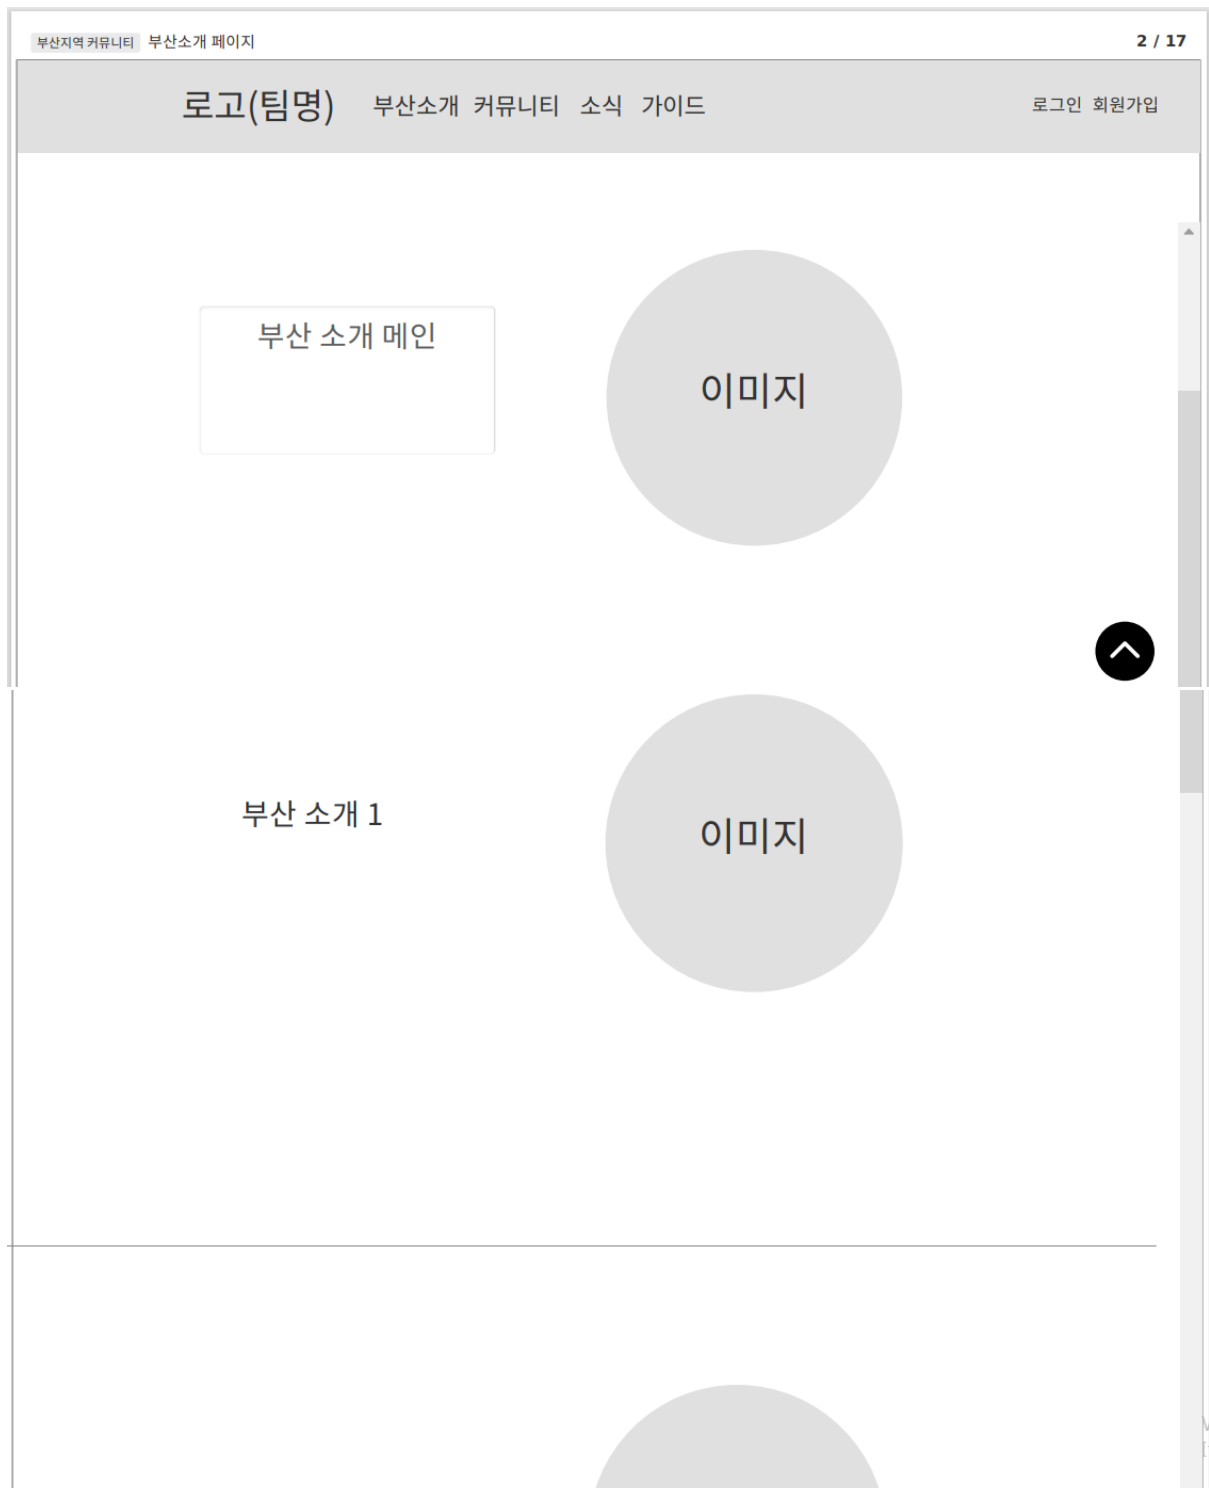 부산지역 커뮤니티 부산소개 페이지 2 / 17
로고(팀명) 부산소개 커뮤니티 소식 가이드 로그인 회원가입
부산 소개 메인
이미지
부산 소개 1
이미지